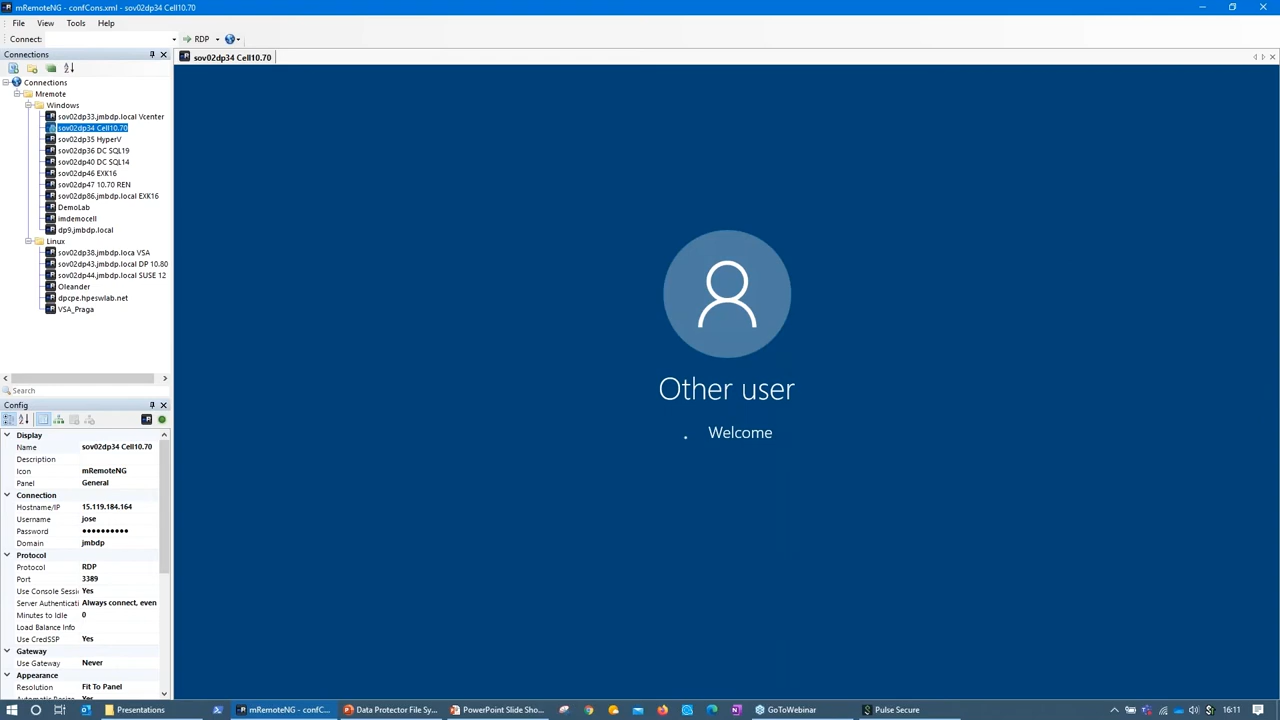 mRemoteNG - confCons.xml - sov02dp34 Cell10.70
File View Tools Help
Connect: RDP
Connections
sov02dp34 Cell10.70
Connections
Mremote
Windows
sov02dp33.jmbdp.local Vcenter
sov02dp34 Cell10.70
sov02dp35 HyperV
sov02dp36 DC SQL19
sov02dp40 DC SQL14
sov02dp46 EXK16
sov02dp47 10.70 REN
sov02dp86.jmbdp.local EXK16
DemoLab
imdemocell
dp9.jmbdp.local
Linux
sov02dp38.jmbdp.loca VSA
sov02dp43.jmbdp.local DP 10.80
sov02dp44.jmbdp.local SUSE 12
Oleander
dpcpe.hpeswlab.net
VSA_Praga
Search
Config
Display
Name sov02dp34 Cell10.70
Description
Icon mRemoteNG
Panel General
Connection
Hostname/IP 15.119.184.164
Username jose
Password ●●●●●●●●●●
Domain jmbdp
Protocol
Protocol RDP
Port 3389
Use Console Sessi Yes
Server Authenticati Always connect, even
Minutes to Idle 0
Load Balance Info
Use CredSSP Yes
Gateway
Use Gateway Never
Appearance
Resolution Fit To Panel
Other user
Welcome
Presentations
mRemoteNG - confC...
Data Protector File Sy...
PowerPoint Slide Sho...
GoToWebinar
Pulse Secure
16:11